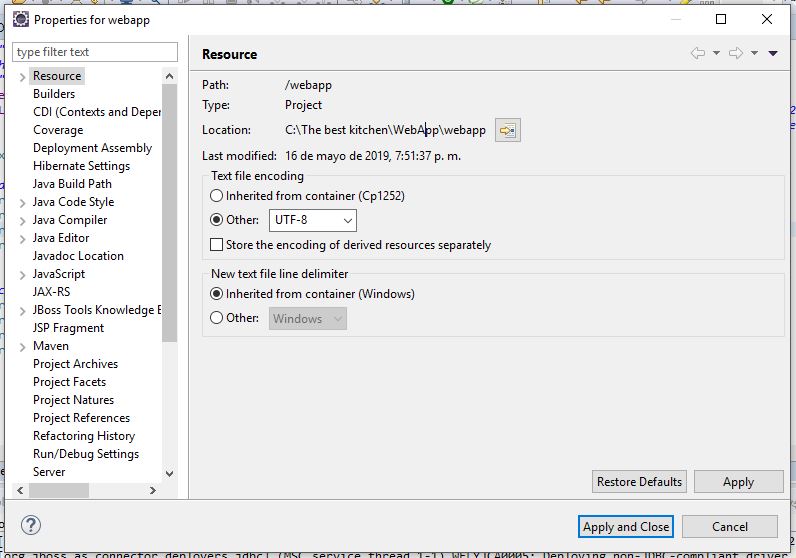 Properties for webapp
type filter text
Resource
Builders
CDI (Contexts and Deper
Coverage
Deployment Assembly
Hibernate Settings
Java Build Path
Java Code Style
Java Compiler
Java Editor
Javadoc Location
JavaScript
JAX-RS
JBoss Tools Knowledge E
JSP Fragment
Maven
Project Archives
Project Facets
Project Natures
Project References
Refactoring History
Run/Debug Settings
Server
Resource
Path: /webapp
Type: Project
Location: C:\The best kitchen\WebApp\webapp
Last modified: 16 de mayo de 2019, 7:51:37 p. m.
Text file encoding
Inherited from container (Cp1252)
Other: UTF-8
Store the encoding of derived resources separately
New text file line delimiter
Inherited from container (Windows)
Other: Windows
Restore Defaults Apply
Apply and Close Cancel
[org.jboss.as.connector.deployers.jdbc] (MSC service thread 1-1) WFLYJCA0005: Deploying non-JDBC-compliant driver